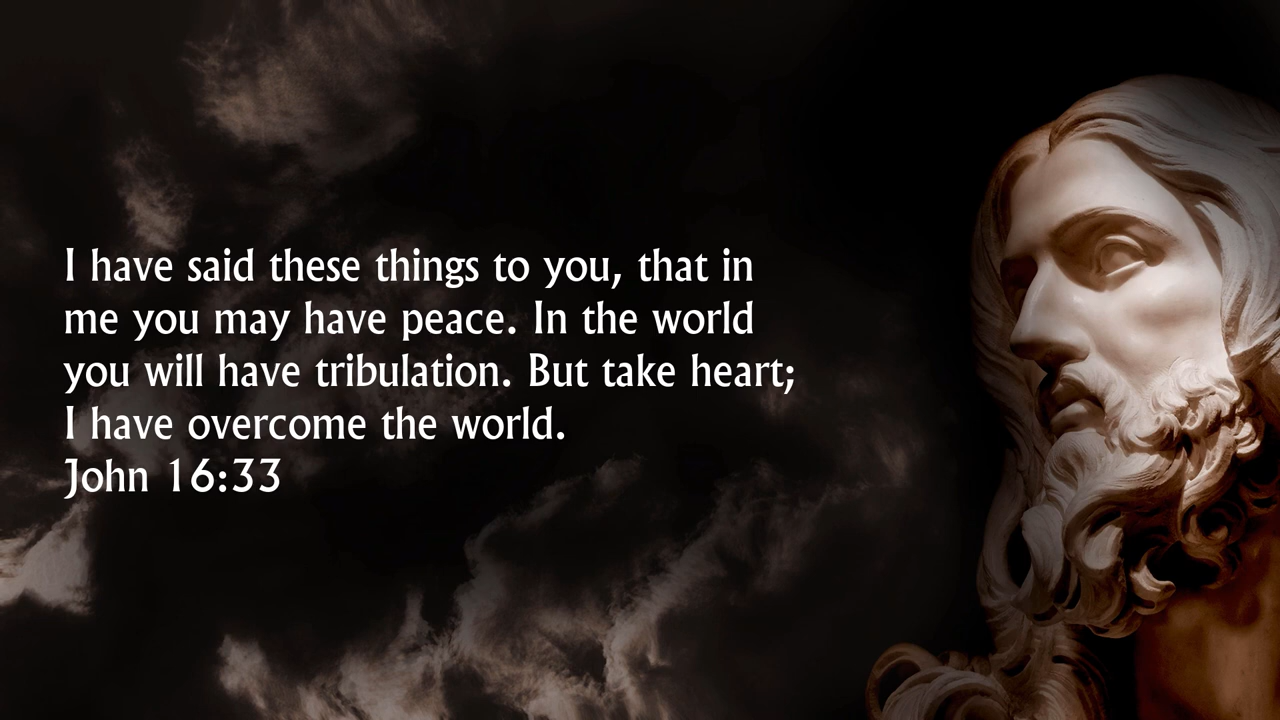 I have said these things to you, that in
me you may have peace. In the world
you will have tribulation. But take heart;
I have overcome the world.
John 16:33